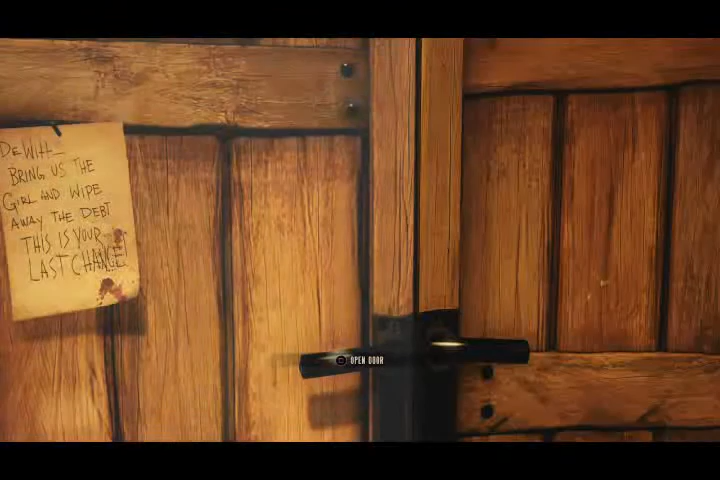 DeWitt—
BRING US THE
GIRL AND WIPE
AWAY THE DEBT
THIS IS YOUR
LAST CHANCE!
OPEN DOOR